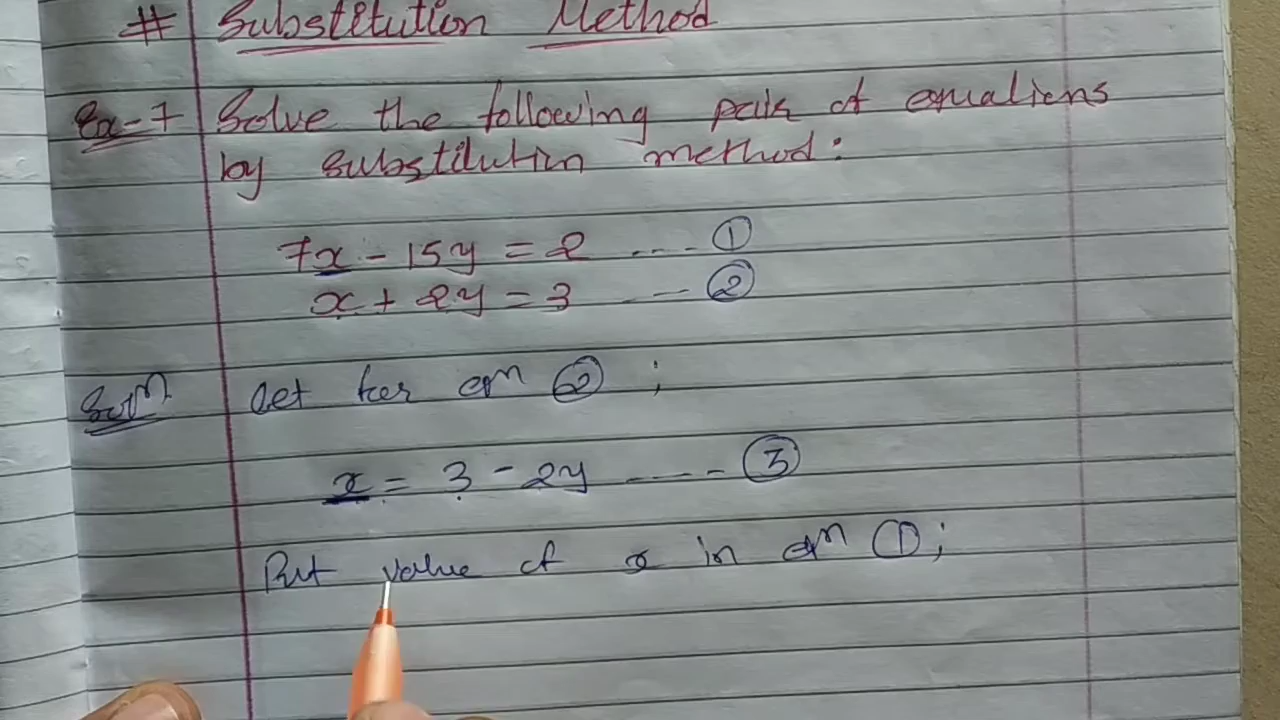 # Substitution Method
Ex-7 Solve the following pair of equations
by substitution method:
7x - 15y = 2 ---- ①
x + 2y = 3 --- ②
Solⁿ Let eqⁿ ② ;
x = 3 - 2y ---- ③
Put value of x in eqⁿ ① ;